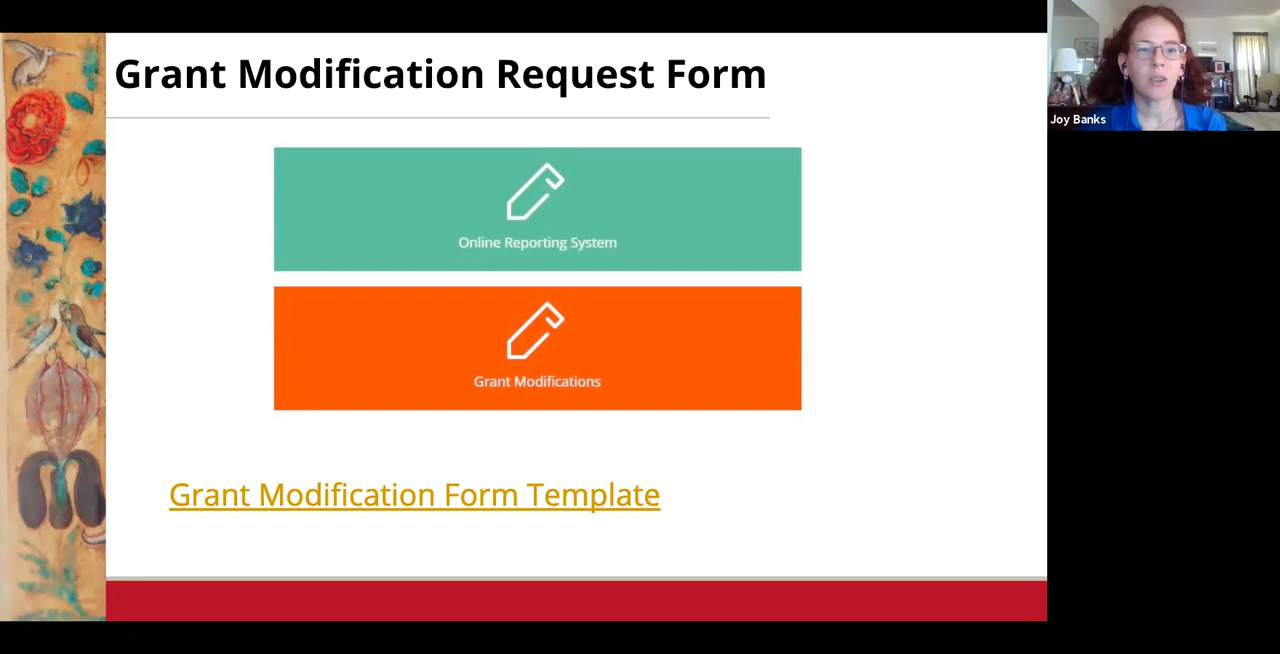 Grant Modification Request Form
Joy Banks
Online Reporting System
Grant Modifications
Grant Modification Form Template